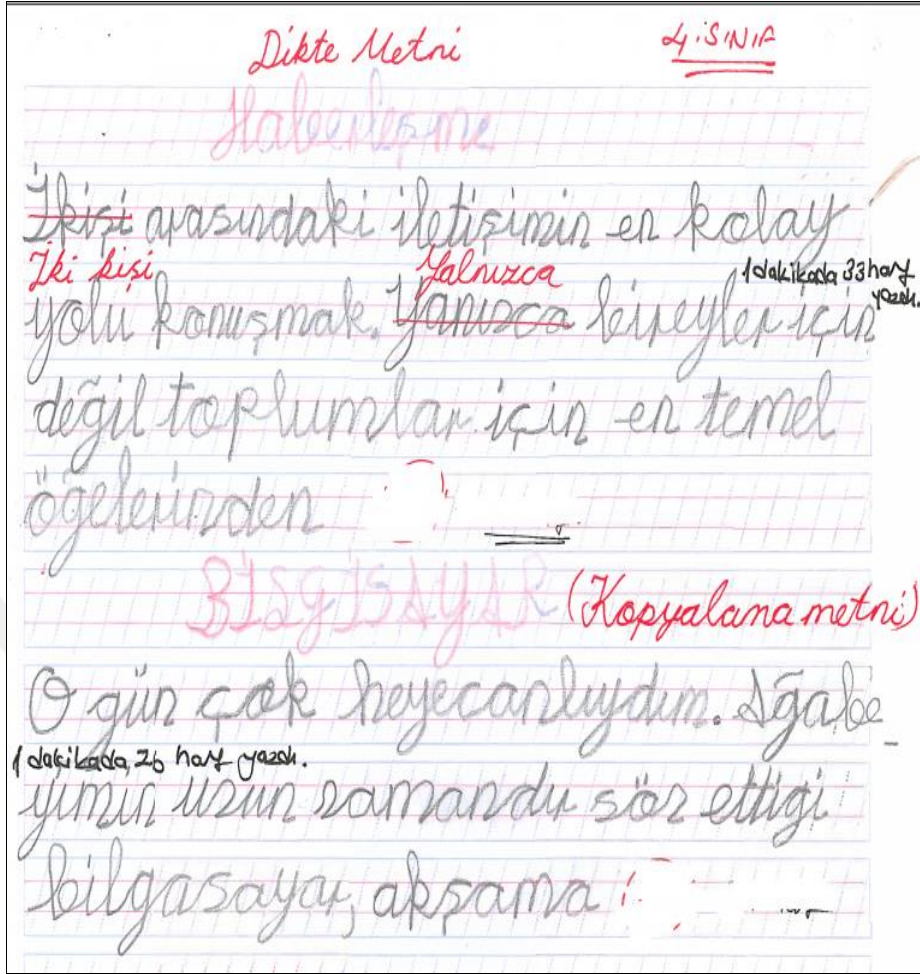 Dikte Metni 4. SINIF
Haberleşme
İkişi arasındaki iletişimin en kolay
İki kişi Yalnızca 1 dakikada 33 harf yazdı.
yolu konuşmak. Yanızca bireyler için
değil toplumlar için en temel
öğelerinden
BİLGİSAYAR (Kopyalama metni)
O gün çok heyecanlıydım. Ağabe
1 dakikada, 26 harf yazdı.
yimin uzun zamandır söz ettiği
bilgasayar, akşama